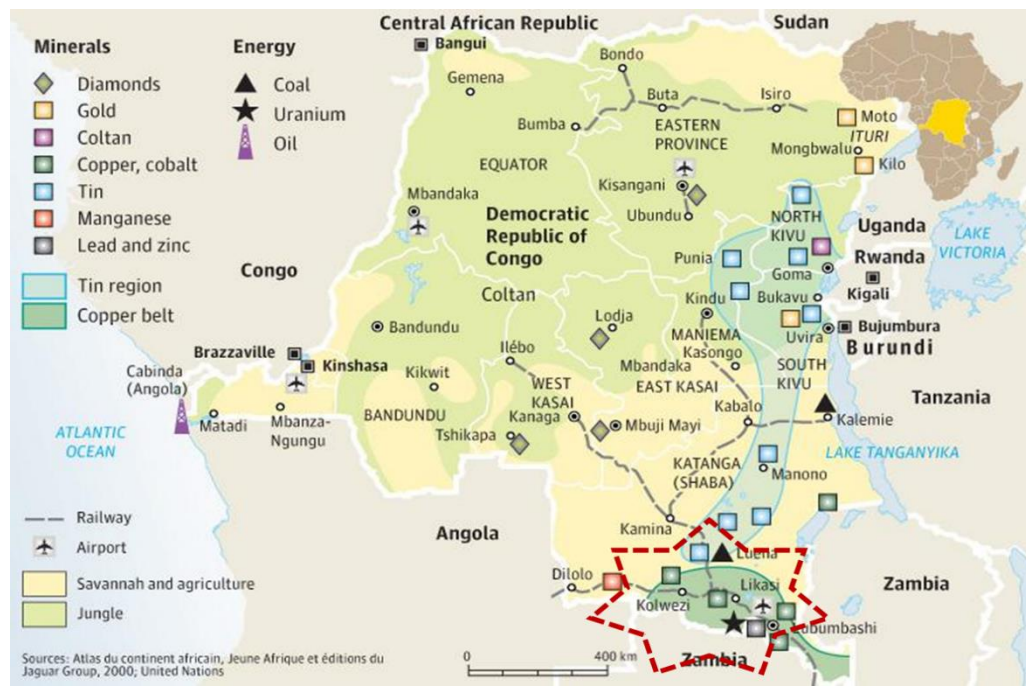 Minerals
Diamonds
Gold
Coltan
Copper, cobalt
Tin
Manganese
Lead and zinc
Tin region
Copper belt
Energy
Coal
Uranium
Oil
Central African Republic
Sudan
Bangui
Gemena
Bondo
Buta
Isiro
Bumba
EASTERN
PROVINCE
Moto
ITURI
Mongbwalu
Kilo
EQUATOR
Mbandaka
Kisangani
Ubundu
Democratic
Republic of
Congo
NORTH
KIVU
Uganda
LAKE
VICTORIA
Congo
Punia
Goma
Rwanda
Kigali
Coltan
Kindu
Bukavu
Bandundu
Lodja
MANIEMA
Uvira
Bujumbura
Burundi
Brazzaville
Kinshasa
Ilébo
Mbandaka
Kasongo
SOUTH
KIVU
Cabinda
(Angola)
Kikwit
WEST
KASAI
EAST KASAI
Tanzania
Matadi
Mbanza-
Ngungu
BANDUNDU
Kanaga
Tshikapa
Mbuji Mayi
Kabalo
Kalemie
ATLANTIC
OCEAN
KATANGA
(SHABA)
Manono
LAKE TANGANYIKA
Railway
Airport
Savannah and agriculture
Jungle
Angola
Kamina
Luena
Dilolo
Kolwezi
Likasi
Zambia
Lubumbashi
Zambia
0
400 km
Sources: Atlas du continent africain, Jeune Afrique et éditions du
Jaguar Group, 2000; United Nations